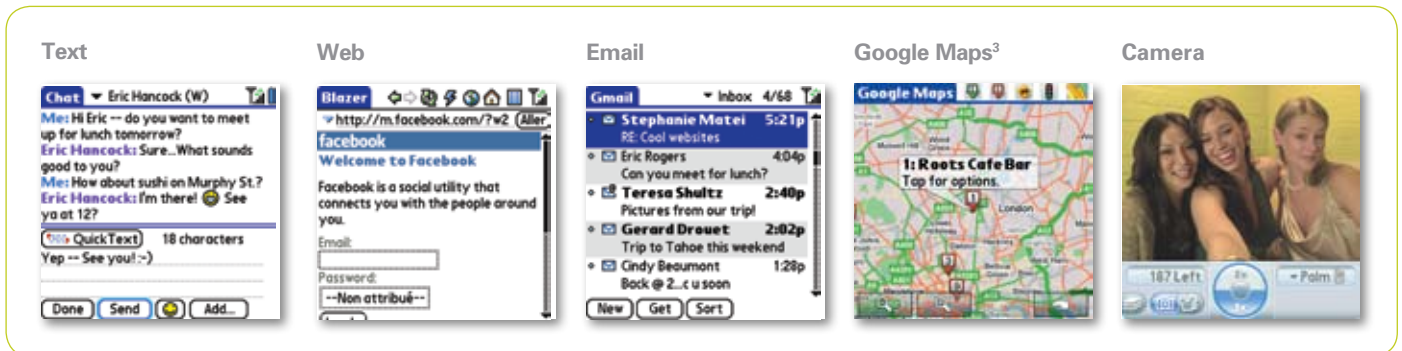 Text
Web
Email
Google Maps³
Camera
Chat Eric Hancock (W)
Me: Hi Eric -- do you want to meet
up for lunch tomorrow?
Eric Hancock: Sure...What sounds
good to you?
Me: How about sushi on Murphy St.?
Eric Hancock: I'm there! See
ya at 12?
QuickText 18 characters
Yep -- See you! :-)
Done Send Add...
Blazer
http://m.facebook.com/?w2 Aller
facebook
Welcome to Facebook
Facebook is a social utility that
connects you with the people around
you.
Email:
Password:
--Non attribué--
Gmail Inbox 4/68
Stephanie Matei 5:21p
RE: Cool websites
Eric Rogers 4:04p
Can you meet for lunch?
Teresa Shultz 2:40p
Pictures from our trip!
Gerard Drouet 2:02p
Trip to Tahoe this weekend
Cindy Beaumont 1:28p
Back @ 2...c u soon
New Get Sort
Google Maps
1: Roots Cafe Bar
Tap for options.
1
London
3
187 Left
Palm